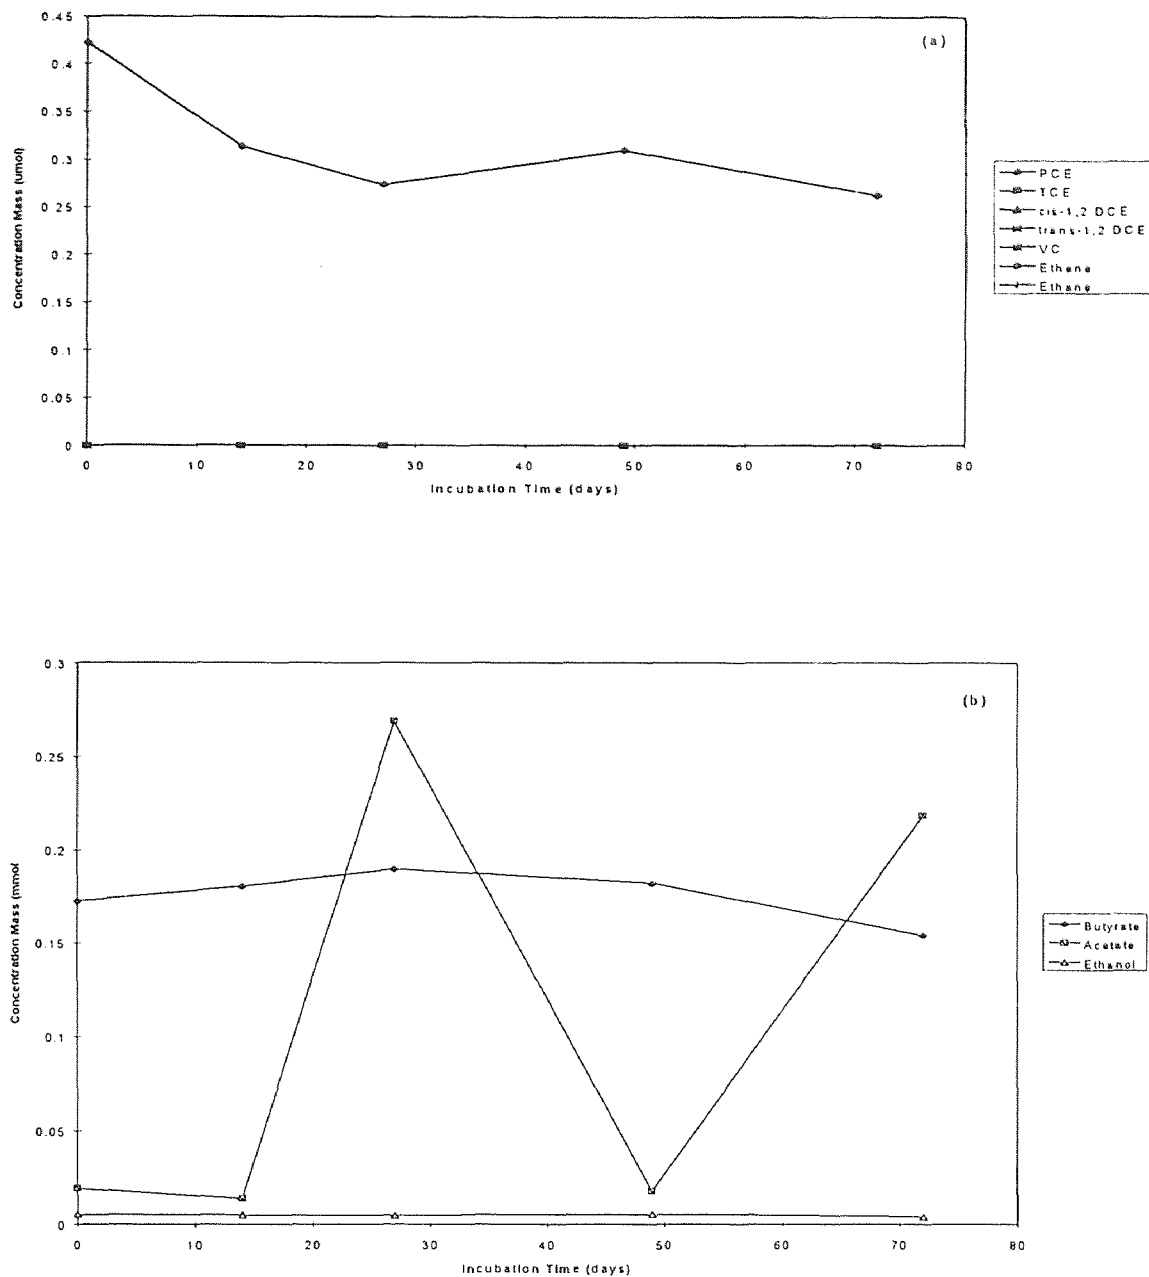 0.45
(a)
0.4
0.35
0.3
0.25
0.2
0.15
0.1
0.05
0
Concentration Mass (umol)
0 10 20 30 40 50 60 70 80
Incubation Time (days)
PCE
TCE
cis-1,2 DCE
trans-1,2 DCE
VC
Ethene
Ethane
0.3
(b)
0.25
0.2
0.15
0.1
0.05
0
Concentration Mass (mmol
0 10 20 30 40 50 60 70 80
Incubation Time (days)
Butyrate
Acetate
Ethanol